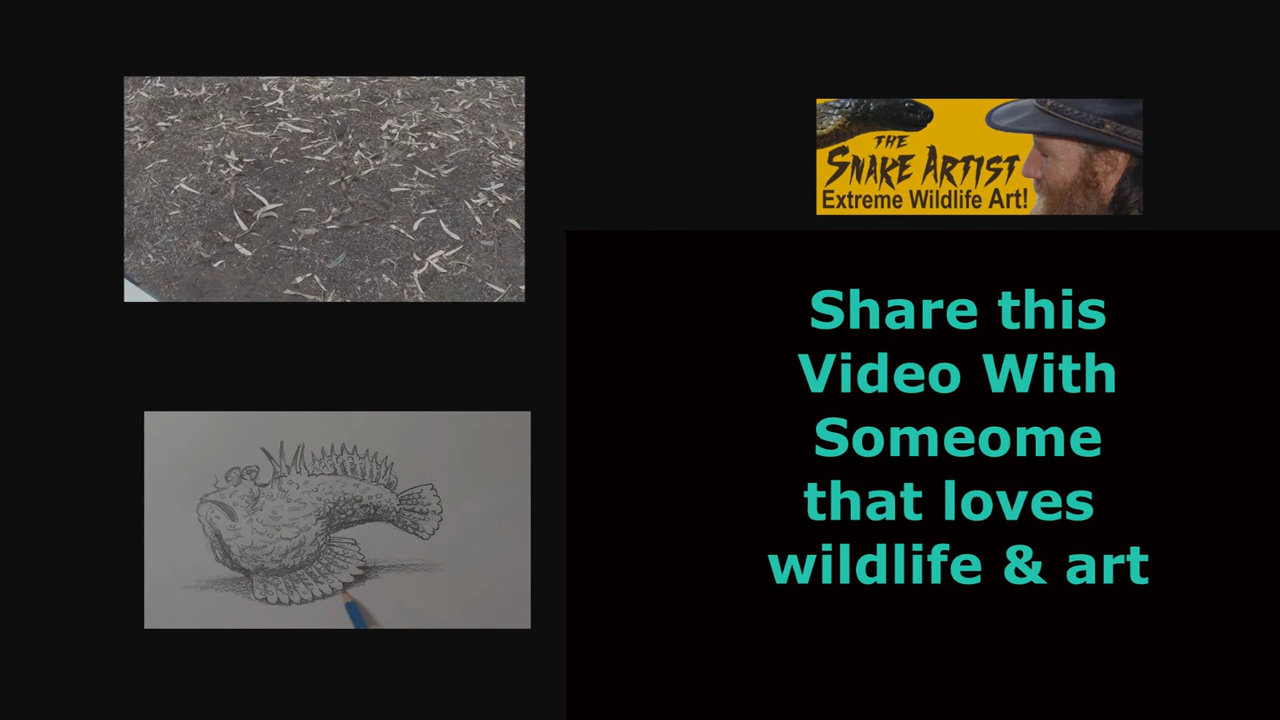 THE
SNAKE ARTIST
Extreme Wildlife Art!
Share this
Video With
Someome
that loves
wildlife & art